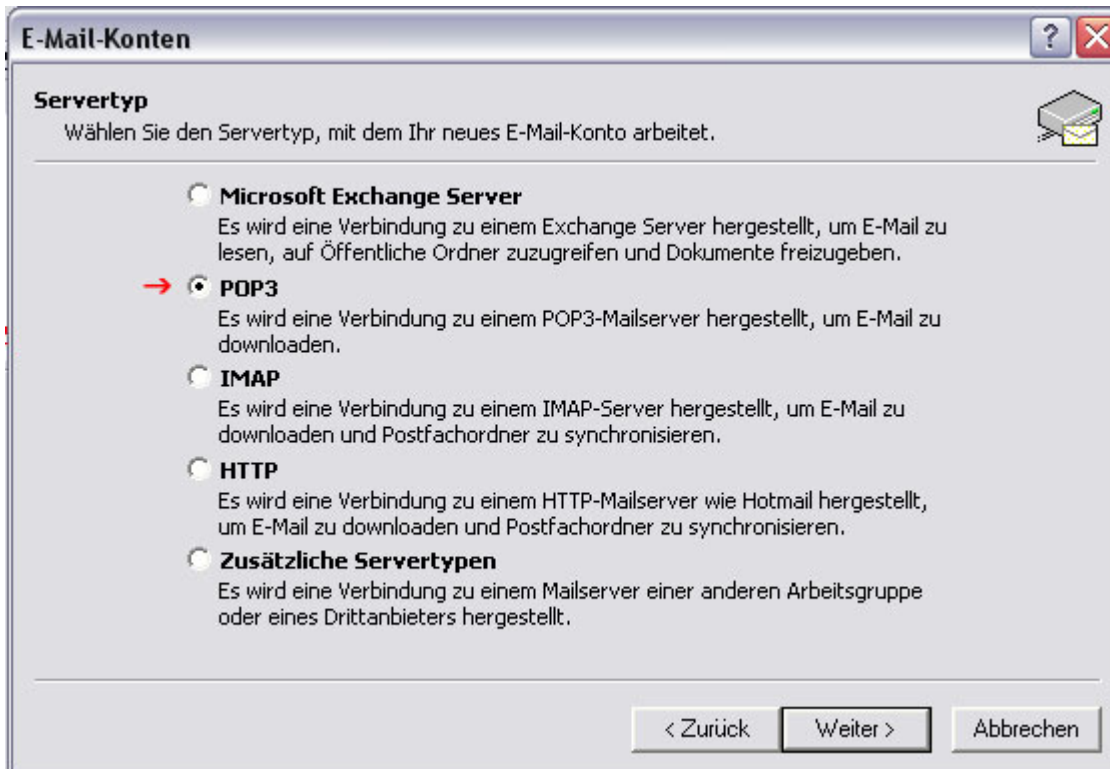 E-Mail-Konten
Servertyp
Wählen Sie den Servertyp, mit dem Ihr neues E-Mail-Konto arbeitet.
Microsoft Exchange Server
Es wird eine Verbindung zu einem Exchange Server hergestellt, um E-Mail zu
lesen, auf Öffentliche Ordner zuzugreifen und Dokumente freizugeben.
POP3
Es wird eine Verbindung zu einem POP3-Mailserver hergestellt, um E-Mail zu
downloaden.
IMAP
Es wird eine Verbindung zu einem IMAP-Server hergestellt, um E-Mail zu
downloaden und Postfachordner zu synchronisieren.
HTTP
Es wird eine Verbindung zu einem HTTP-Mailserver wie Hotmail hergestellt,
um E-Mail zu downloaden und Postfachordner zu synchronisieren.
Zusätzliche Servertypen
Es wird eine Verbindung zu einem Mailserver einer anderen Arbeitsgruppe
oder eines Drittanbieters hergestellt.
< Zurück Weiter > Abbrechen